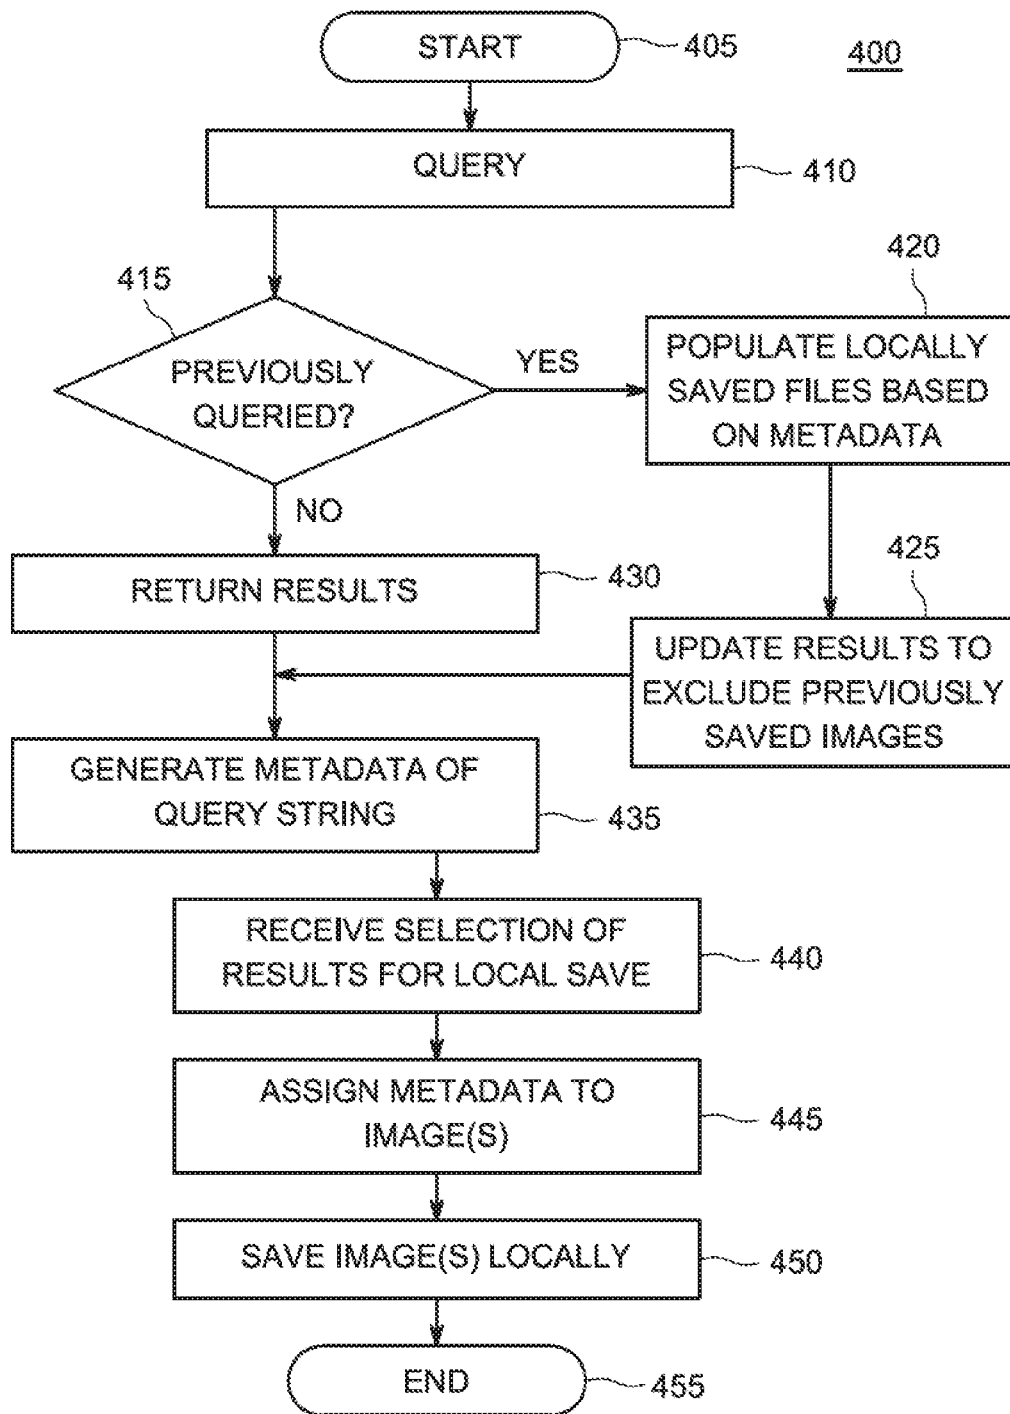 START
405
400
QUERY
410
415
PREVIOUSLY
QUERIED?
YES
420
POPULATE LOCALLY
SAVED FILES BASED
ON METADATA
NO
RETURN RESULTS
430
425
UPDATE RESULTS TO
EXCLUDE PREVIOUSLY
SAVED IMAGES
GENERATE METADATA OF
QUERY STRING
435
RECEIVE SELECTION OF
RESULTS FOR LOCAL SAVE
440
ASSIGN METADATA TO
IMAGE(S)
445
SAVE IMAGE(S) LOCALLY
450
END
455